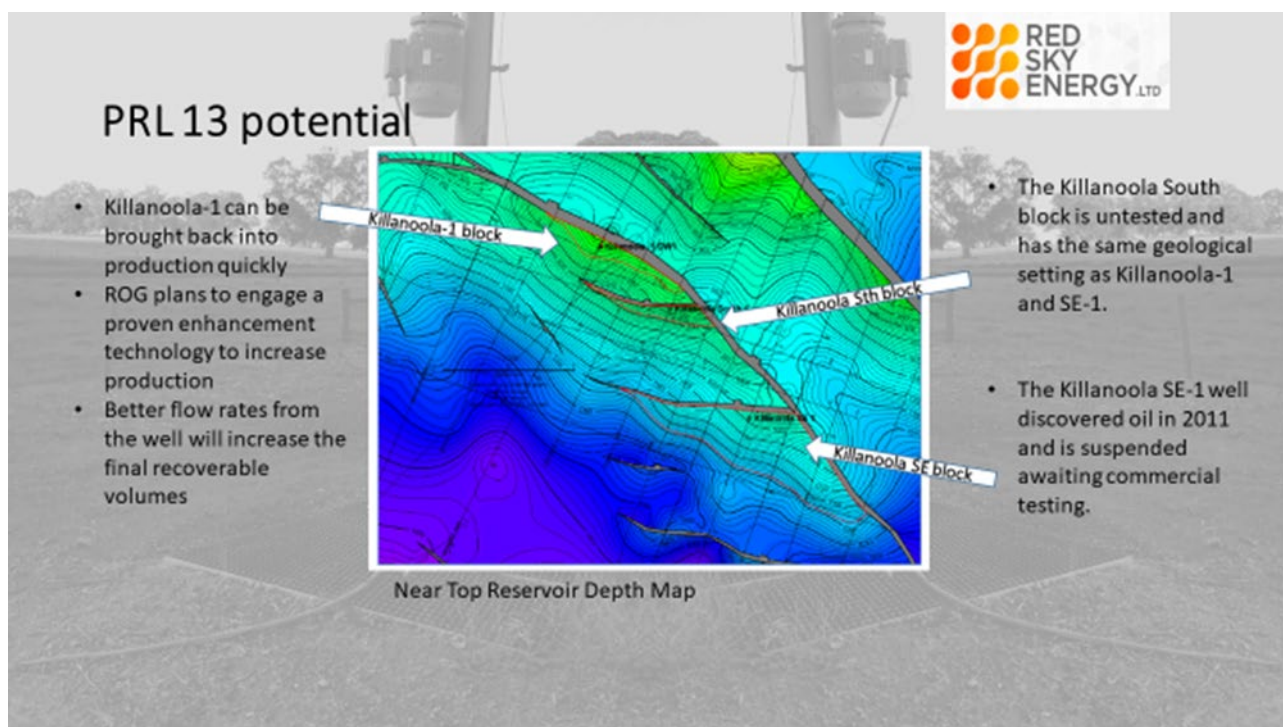 RED
SKY
ENERGY.LTD
PRL 13 potential
• Killanoola-1 can be
brought back into
production quickly
• ROG plans to engage a
proven enhancement
technology to increase
production
• Better flow rates from
the well will increase the
final recoverable
volumes
Killanoola-1 block
Killanoola Sth block
Killanoola SE block
Near Top Reservoir Depth Map
• The Killanoola South
block is untested and
has the same geological
setting as Killanoola-1
and SE-1.
• The Killanoola SE-1 well
discovered oil in 2011
and is suspended
awaiting commercial
testing.